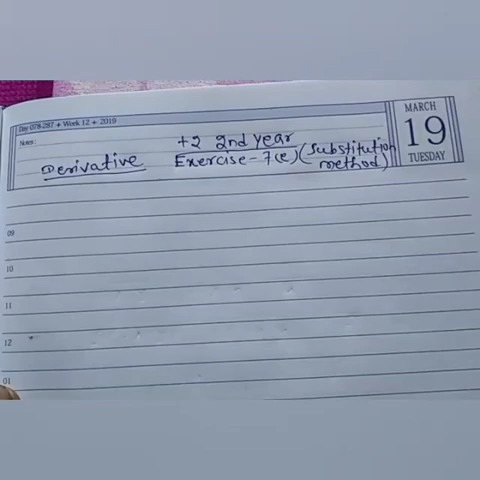 Day 078-287 • Week 12 • 2019
Notes:
+2 2nd year
Derivative Exercise-7(e) (Substitution method)
MARCH
19
TUESDAY
09
10
11
12
01